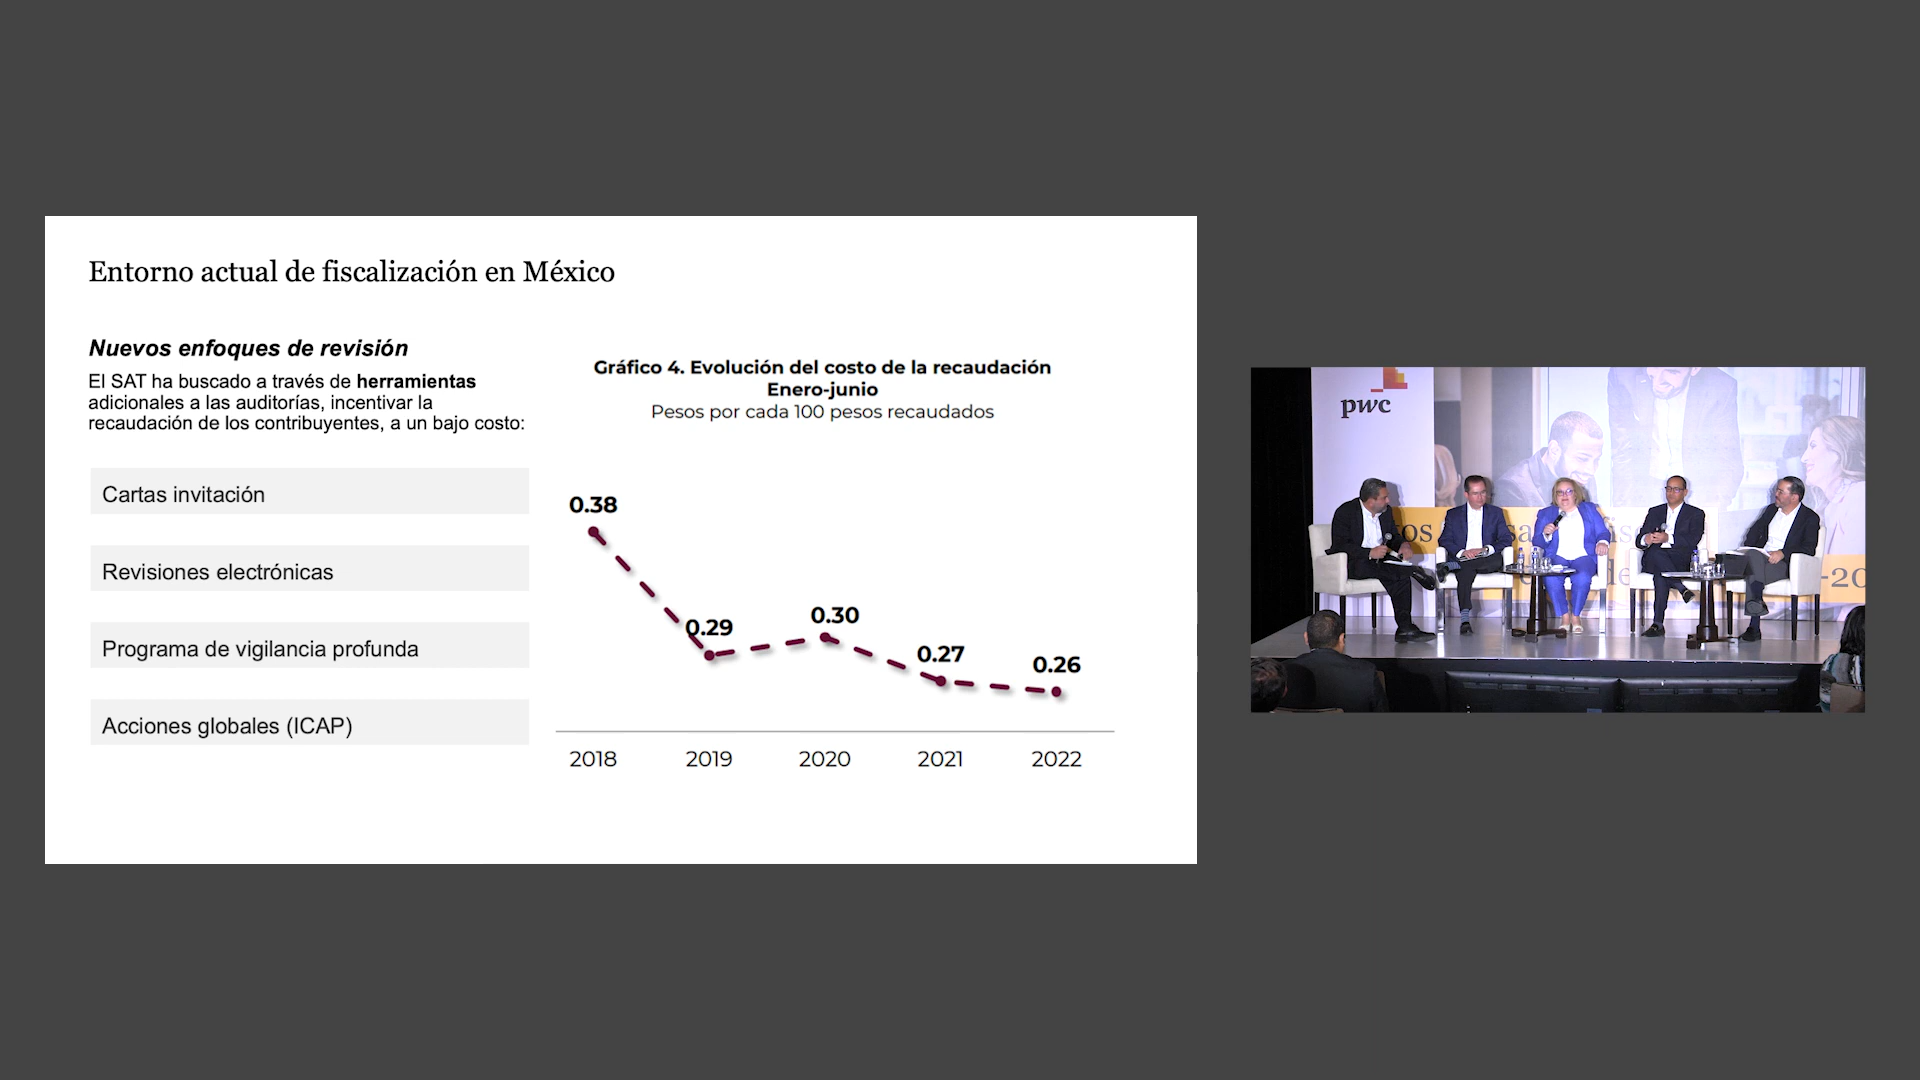 Entorno actual de fiscalización en México
Nuevos enfoques de revisión
El SAT ha buscado a través de herramientas
adicionales a las auditorías, incentivar la
recaudación de los contribuyentes, a un bajo costo:
Cartas invitación
Revisiones electrónicas
Programa de vigilancia profunda
Acciones globales (ICAP)
Gráfico 4. Evolución del costo de la recaudación
Enero-junio
Pesos por cada 100 pesos recaudados
0.38
0.29
0.30
0.27
0.26
2018
2019
2020
2021
2022
pwc